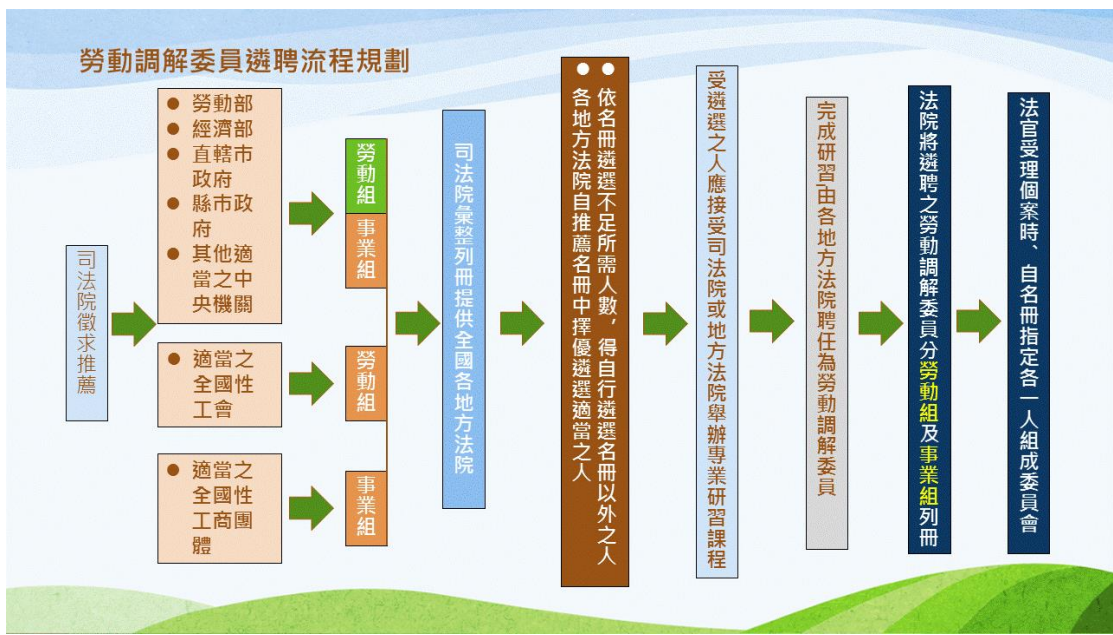 勞動調解委員遴聘流程規劃
司法院徵求推薦
● 勞動部
● 經濟部
● 直轄市
政府
● 縣市政
府
● 其他適
當之中
央機關
● 適當之
全國性
工會
● 適當之
全國性
工商團
體
勞動組
事業組
勞動組
事業組
司法院彙整列冊提供全國各地方法院
● 各地方法院自推薦名冊中擇優遴選適當之人
● 依名冊遴選不足所需人數，得自行遴選名冊以外之人
受遴選之人應接受司法院或地方法院舉辦專業研習課程
完成研習,由各地方法院聘任為勞動調解委員
法院將遴聘之勞動調解委員分勞動組及事業組列冊
法官受理個案時、自名冊指定各一人組成委員會